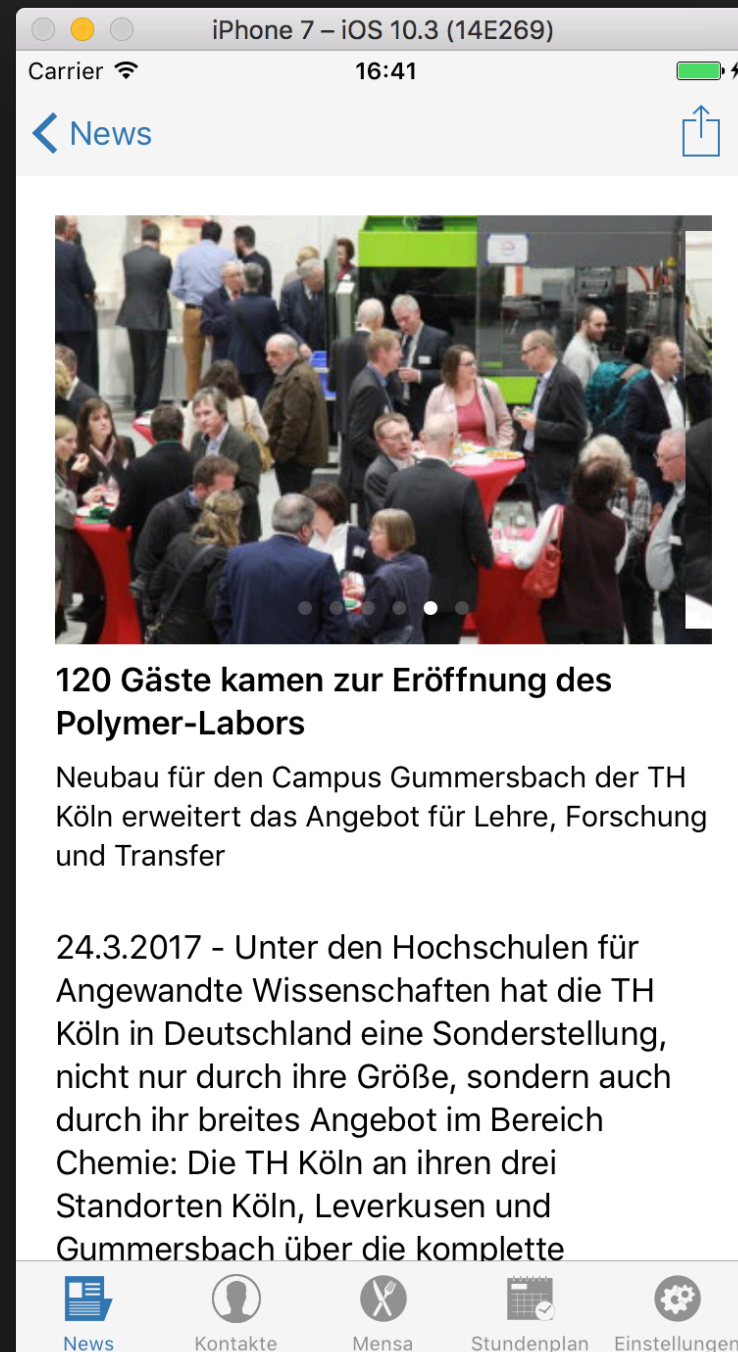 iPhone 7 – iOS 10.3 (14E269)
Carrier
16:41
News
120 Gäste kamen zur Eröffnung des
Polymer-Labors
Neubau für den Campus Gummersbach der TH
Köln erweitert das Angebot für Lehre, Forschung
und Transfer
24.3.2017 - Unter den Hochschulen für
Angewandte Wissenschaften hat die TH
Köln in Deutschland eine Sonderstellung,
nicht nur durch ihre Größe, sondern auch
durch ihr breites Angebot im Bereich
Chemie: Die TH Köln an ihren drei
Standorten Köln, Leverkusen und
Gummersbach über die komplette
News Kontakte Mensa Stundenplan Einstellungen